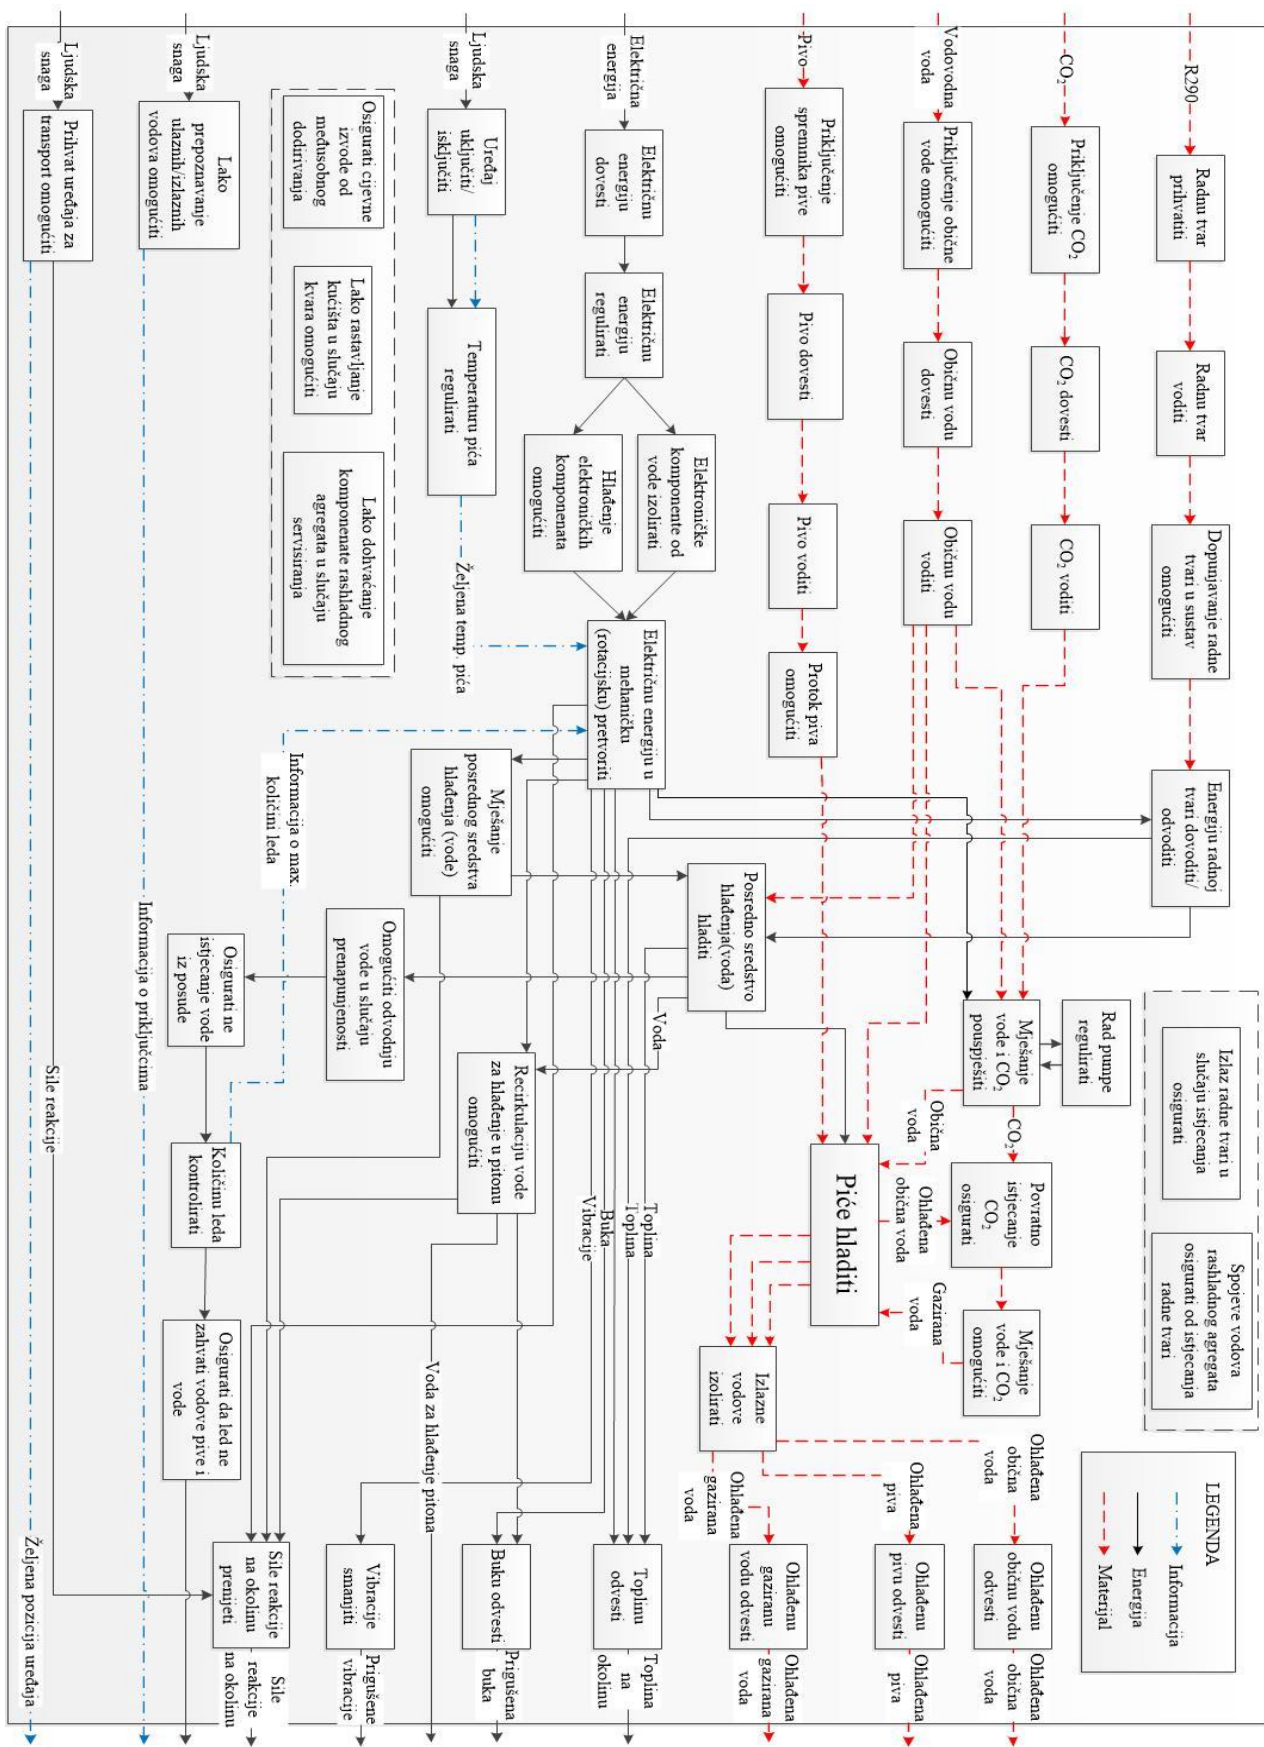 R290
Radnu tvar
prihvatiti
Radnu tvar
voditi
Dopunjavanje radne
tvari u sustav
omogućiti
Energiju radnoj
tvari dovoditi/
odvoditi
Izlaz radne tvari u
slučaju istjecanja
osigurati
Spojeve vodova
rashladnog agregata
osigurati od istjecanja
radne tvari
LEGENDA
Informacija
Energija
Materijal
CO2
Priključenje CO2
omogućiti
CO2 dovesti
CO2 voditi
Rad pumpe
regulirati
Mješanje
vode i CO2
pouspješiti
CO2
Povratno
istjecanje
CO2
osigurati
Mješanje
vode i CO2
omogućiti
Vodovodna
voda
Priključenje obične
vode omogućiti
Običnu vodu
dovesti
Običnu vodu
voditi
Obična
voda
Ohlađena
obična voda
Gazirana
voda
Ohlađena
obična
voda
Ohlađenu
običnu vodu
odvesti
Ohlađena
obična
voda
Pivo
Priključenje
spremnika pive
omogućiti
Pivo dovesti
Pivo voditi
Protok piva
omogućiti
Piće hladiti
Izlazne
vodove
izolirati
Ohlađena
piva
Ohlađenu
pivu odvesti
Ohlađena
piva
Ohlađena
gazirana
voda
Ohlađenu
gaziranu
vodu odvesti
Ohlađena
gazirana
voda
Električna
energija
Električnu
energiju
dovesti
Električnu
energiju
regulirati
Elektroničke
komponente od
vode izolirati
Hlađenje
elektroničkih
komponenata
omogućiti
Električnu energiju u
mehaničku
(rotacijsku) pretvoriti
Posredno sredstvo
hlađenja(voda)
hladiti
Voda
Toplina
Toplina
Buka
Vibracije
Toplinu
odvesti
Toplina
na
okolinu
Ljudska
snaga
Uređaj
uključiti/
isključiti
Temperaturu pića
regulirati
Željena temp. pića
Mješanje
posrednog sredstva
hlađenja (vode)
omogućiti
Recirkulaciju vode
za hlađenje u pitonu
omogućiti
Voda za hlađenje pitona
Buku odvesti
Prigušena
buka
Osigurati cijevne
izvode od
međusobnog
dodirivanja
Lako rastavljanje
kućišta u slučaju
kvara omogućiti
Lako dohvaćanje
komponenate rashladnog
agregata u slučaju
servisiranja
Informacija o max.
količini leda
Omogućiti odvodnju
vode u slučaju
prenapunjenosti
Vibracije
smanjiti
Prigušene
vibracije
Ljudska
snaga
Lako
prepoznavanje
ulaznih/izlaznih
vodova omogućiti
Informacija o priključcima
Osigurati ne
istjecanje vode
iz posude
Količinu leda
kontrolirati
Osigurati da led ne
zahvati vodove pive i
vode
Sile reakcije
na okolinu
prenijeti
Sile
reakcije
na okolinu
Ljudska
snaga
Prihvat uređaja za
transport omogućiti
Sile reakcije
Željena pozicija uređaja